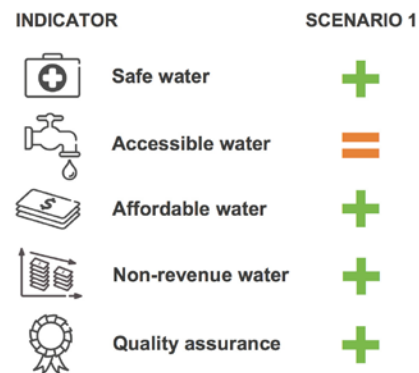 INDICATOR SCENARIO 1
Safe water
Accessible water
$
Affordable water
Non-revenue water
Quality assurance